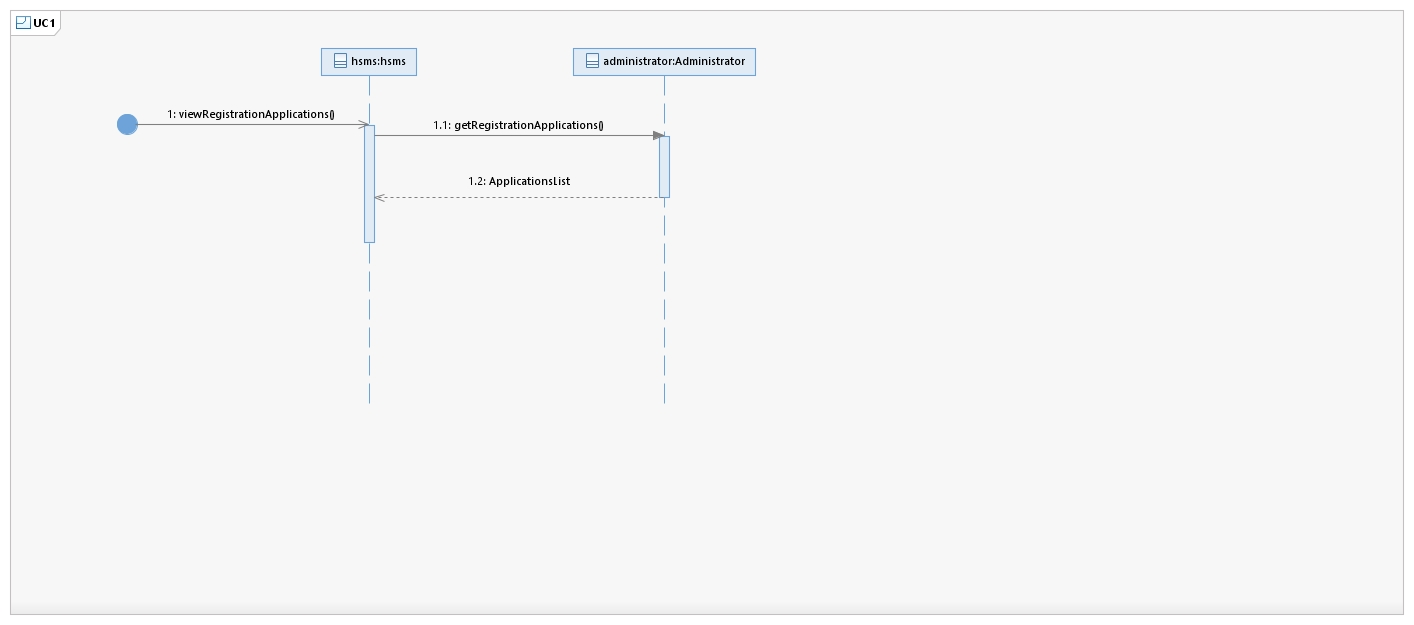 UC1
hsms:hsms
administrator:Administrator
1: viewRegistrationApplications()
1.1: getRegistrationApplications()
1.2: ApplicationsList